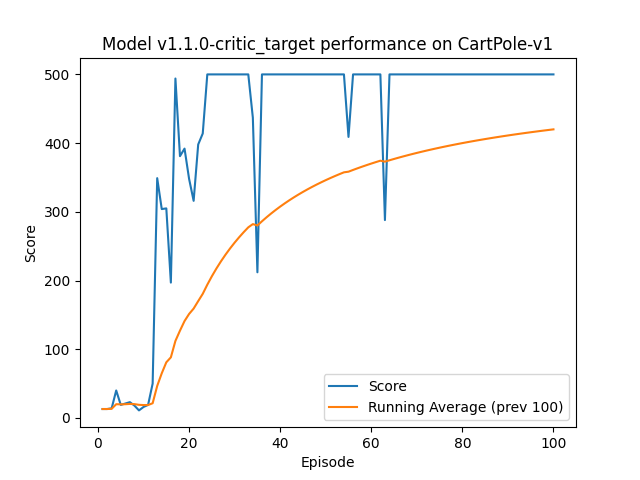 Model v1.1.0-critic_target performance on CartPole-v1
500
400
300
200
100
0
Score
0 20 40 60 80 100
Episode
Score
Running Average (prev 100)